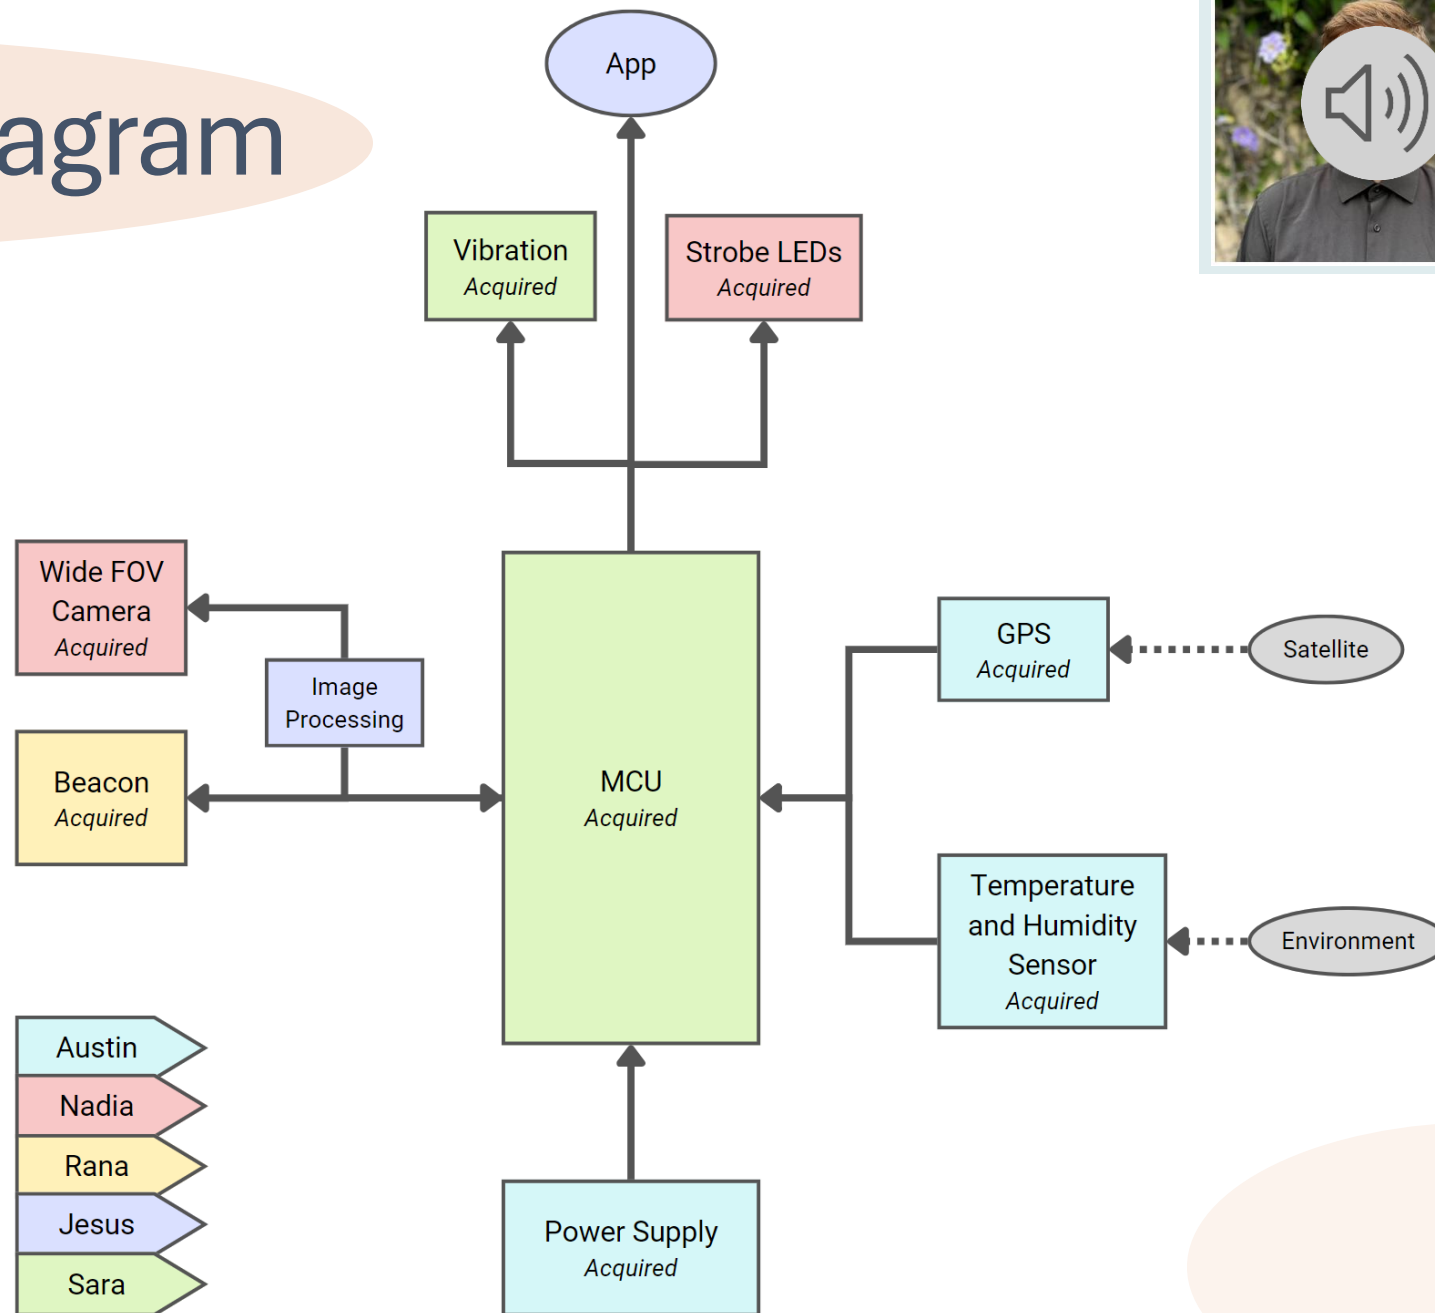 agram
App
Vibration
Acquired
Strobe LEDs
Acquired
Wide FOV
Camera
Acquired
Image
Processing
Beacon
Acquired
MCU
Acquired
GPS
Acquired
Satellite
Temperature
and Humidity
Sensor
Acquired
Environment
Austin
Nadia
Rana
Jesus
Sara
Power Supply
Acquired